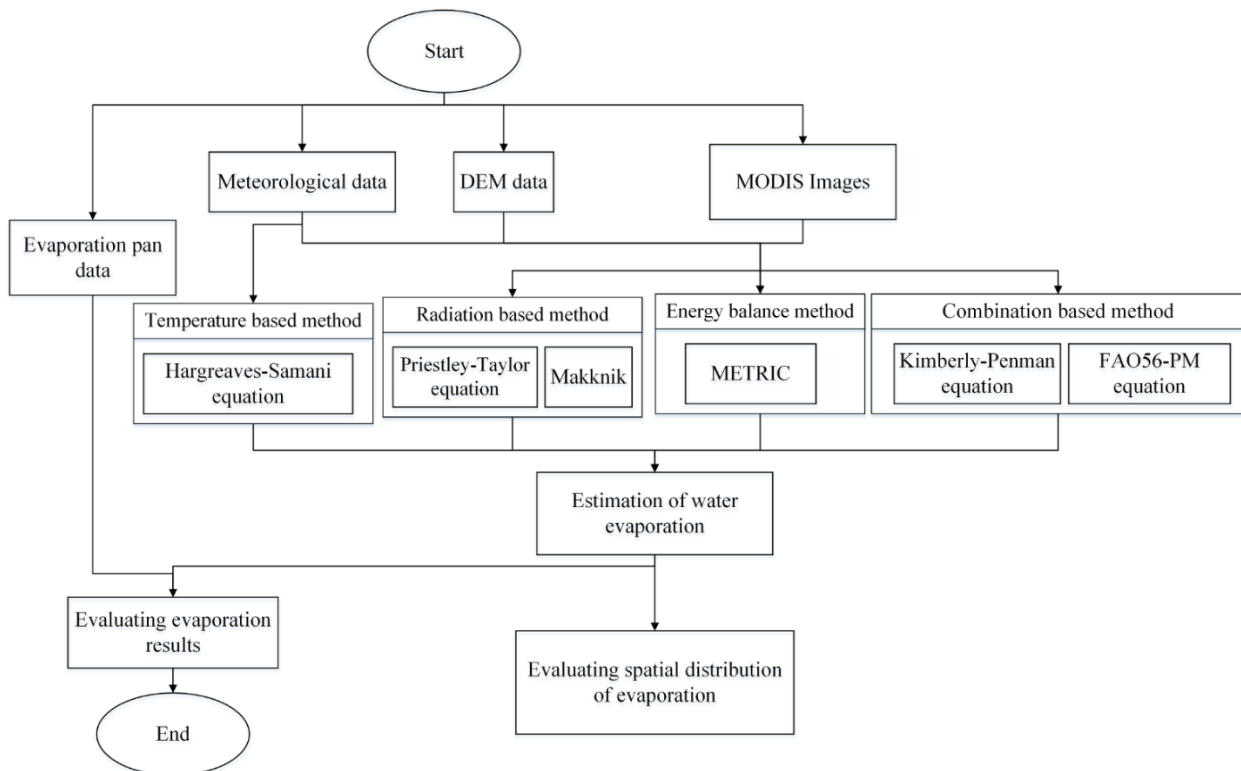 Start
Meteorological data
DEM data
MODIS Images
Evaporation pan
data
Temperature based method
Hargreaves-Samani
equation
Radiation based method
Priestley-Taylor
equation
Makknik
Energy balance method
METRIC
Combination based method
Kimberly-Penman
equation
FAO56-PM
equation
Estimation of water
evaporation
Evaluating evaporation
results
Evaluating spatial distribution
of evaporation
End